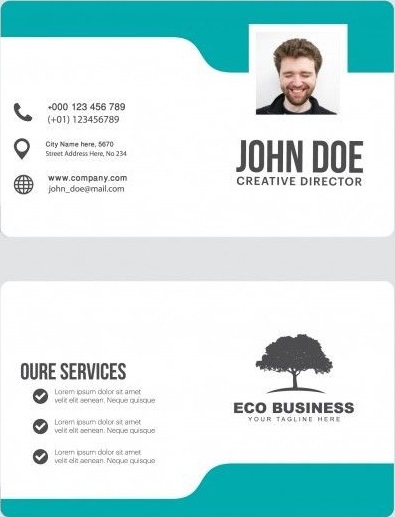 +000 123 456 789
(+01) 123456789
City Name here, 5670
Street Address Here, No 234
www.company.com
john_doe@mail.com
JOHN DOE
CREATIVE DIRECTOR
OURE SERVICES
Lorem ipsum dolor sit amet
velit elit aenean. Neque quisque
Lorem ipsum dolor sit amet
velit elit aenean. Neque quisque
Lorem ipsum dolor sit amet
velit elit aenean. Neque quisque
ECO BUSINESS
YOUR TAGLINE HERE